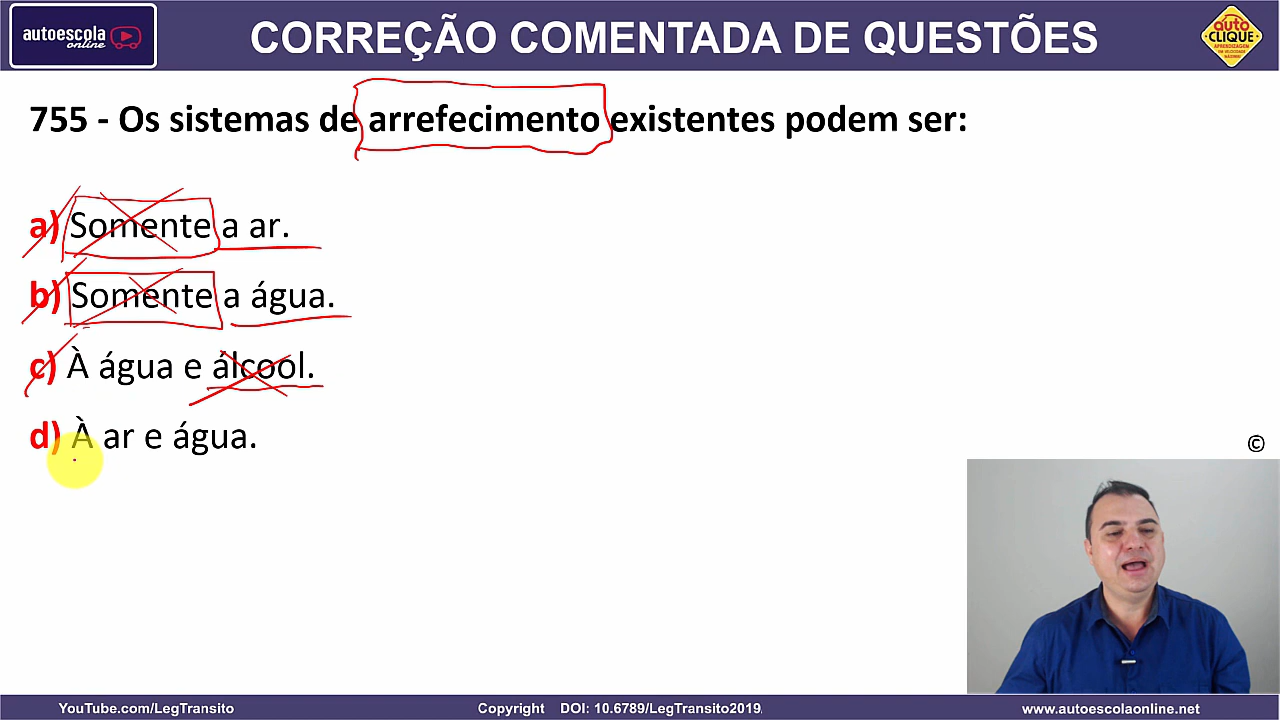 autoescola
online
CORREÇÃO COMENTADA DE QUESTÕES
auto
CLIQUE
755 - Os sistemas de arrefecimento existentes podem ser:
a) Somente a ar.
b) Somente a água.
c) À água e álcool.
d) À ar e água.
©
YouTube.com/LegTransito
Copyright DOI: 10.6789/LegTransito2019
www.autoescolaonline.net